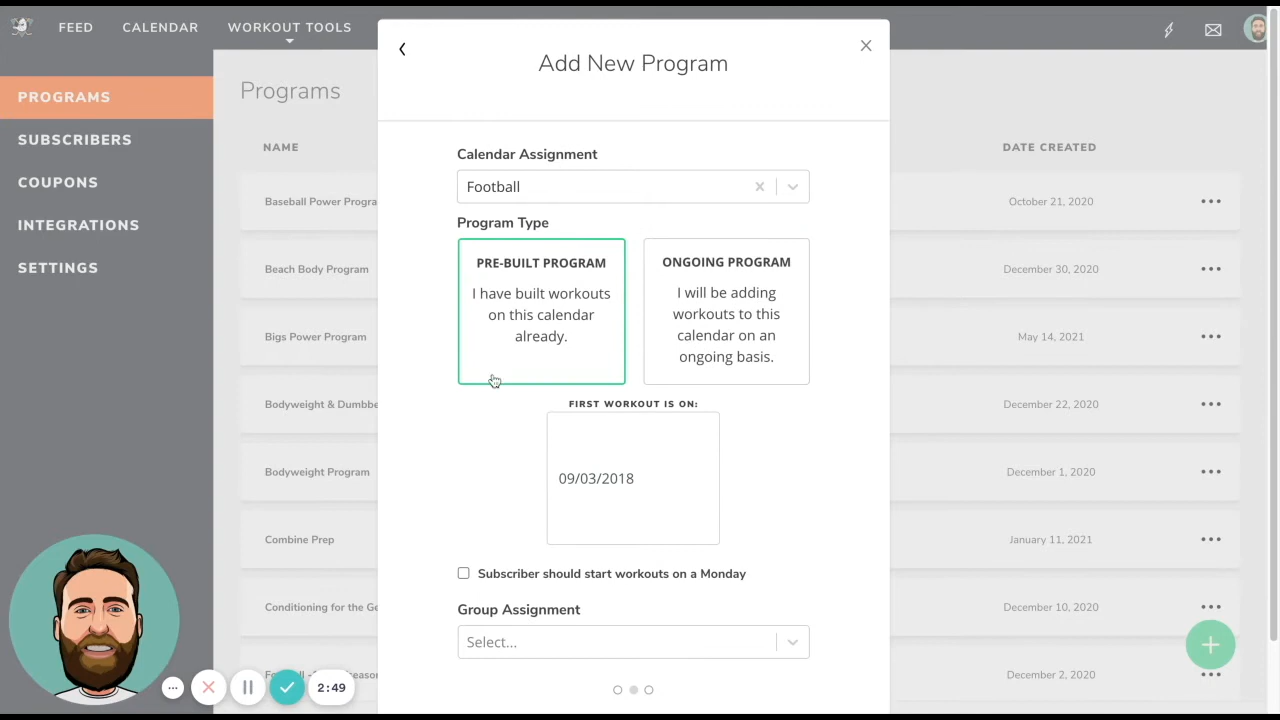 FEED
CALENDAR
WORKOUT TOOLS
PROGRAMS
SUBSCRIBERS
COUPONS
INTEGRATIONS
SETTINGS
Programs
NAME
DATE CREATED
Baseball Power Progra
October 21, 2020
Beach Body Program
December 30, 2020
Bigs Power Program
May 14, 2021
Bodyweight & Dumbbe
December 22, 2020
Bodyweight Program
December 1, 2020
Combine Prep
January 11, 2021
Conditioning for the Ge
December 10, 2020
December 2, 2020
Add New Program
Calendar Assignment
Football
Program Type
PRE-BUILT PROGRAM
I have built workouts
on this calendar
already.
ONGOING PROGRAM
I will be adding
workouts to this
calendar on an
ongoing basis.
FIRST WORKOUT IS ON:
09/03/2018
Subscriber should start workouts on a Monday
Group Assignment
Select...
2:49